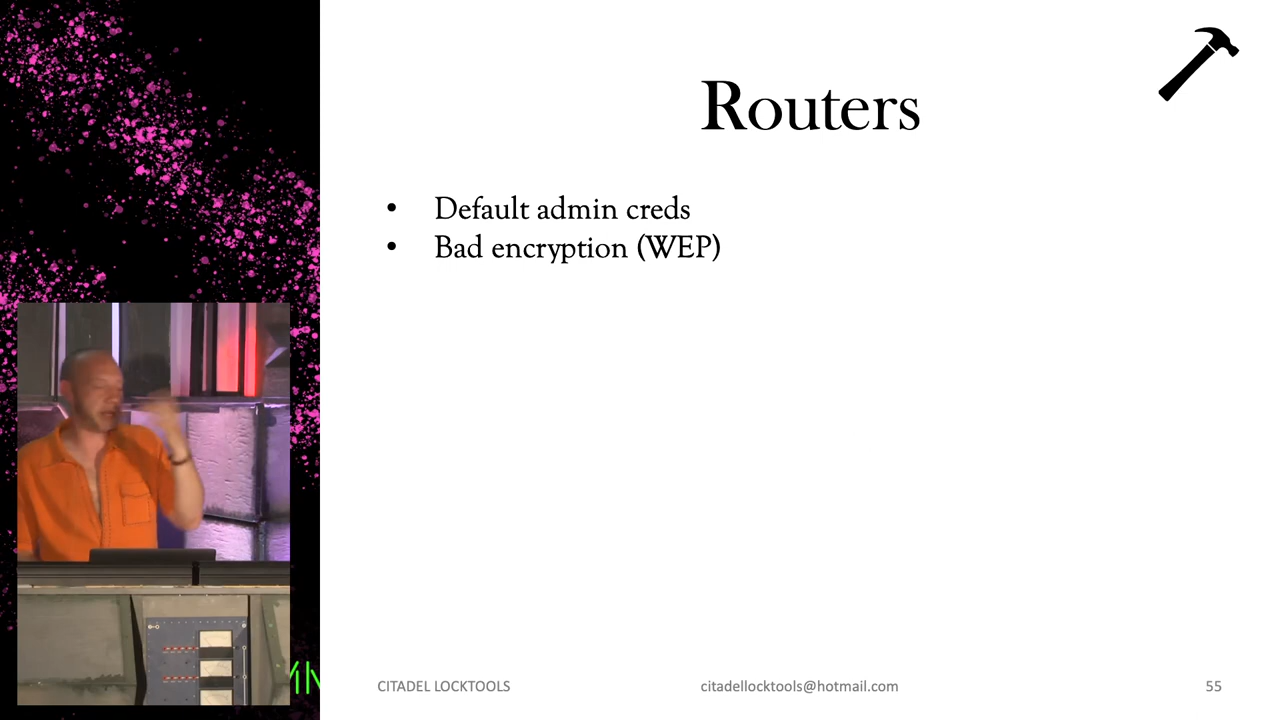 Routers
• Default admin creds
• Bad encryption (WEP)
CITADEL LOCKTOOLS
citadellocktools@hotmail.com
55